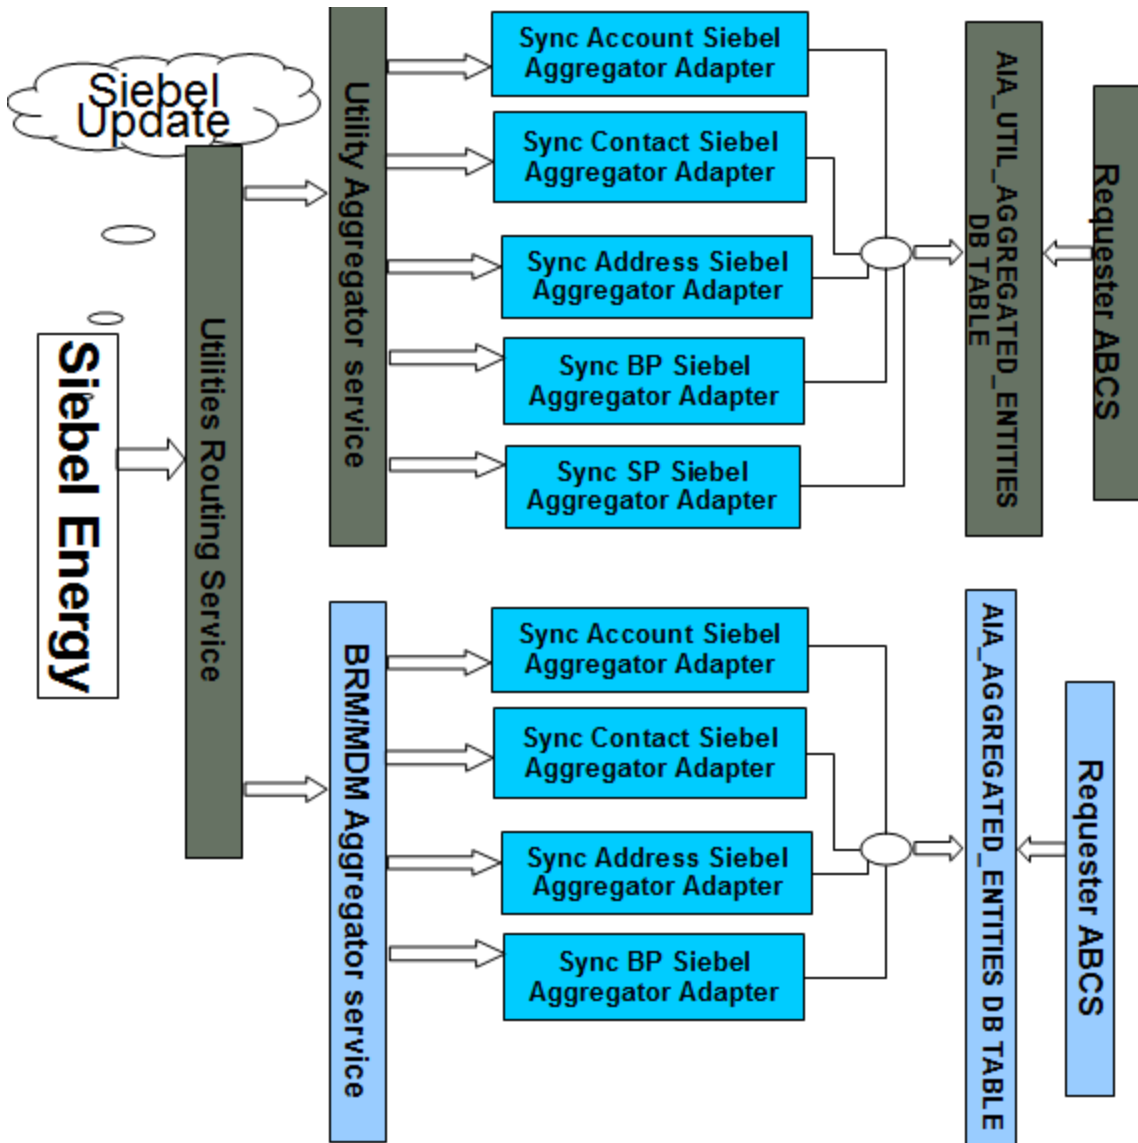 Siebel
Update
Siebel Energy
Utilities Routing Service
Utility Aggregator service
Sync Account Siebel
Aggregator Adapter
Sync Contact Siebel
Aggregator Adapter
Sync Address Siebel
Aggregator Adapter
Sync BP Siebel
Aggregator Adapter
Sync SP Siebel
Aggregator Adapter
AIA_UTIL_AGGREGATED_ENTITIES
DB TABLE
Requester ABCS
BRM/MDM Aggregator service
Sync Account Siebel
Aggregator Adapter
Sync Contact Siebel
Aggregator Adapter
Sync Address Siebel
Aggregator Adapter
Sync BP Siebel
Aggregator Adapter
AIA_AGGREGATED_ENTITIES DB TABLE
Requester ABCS